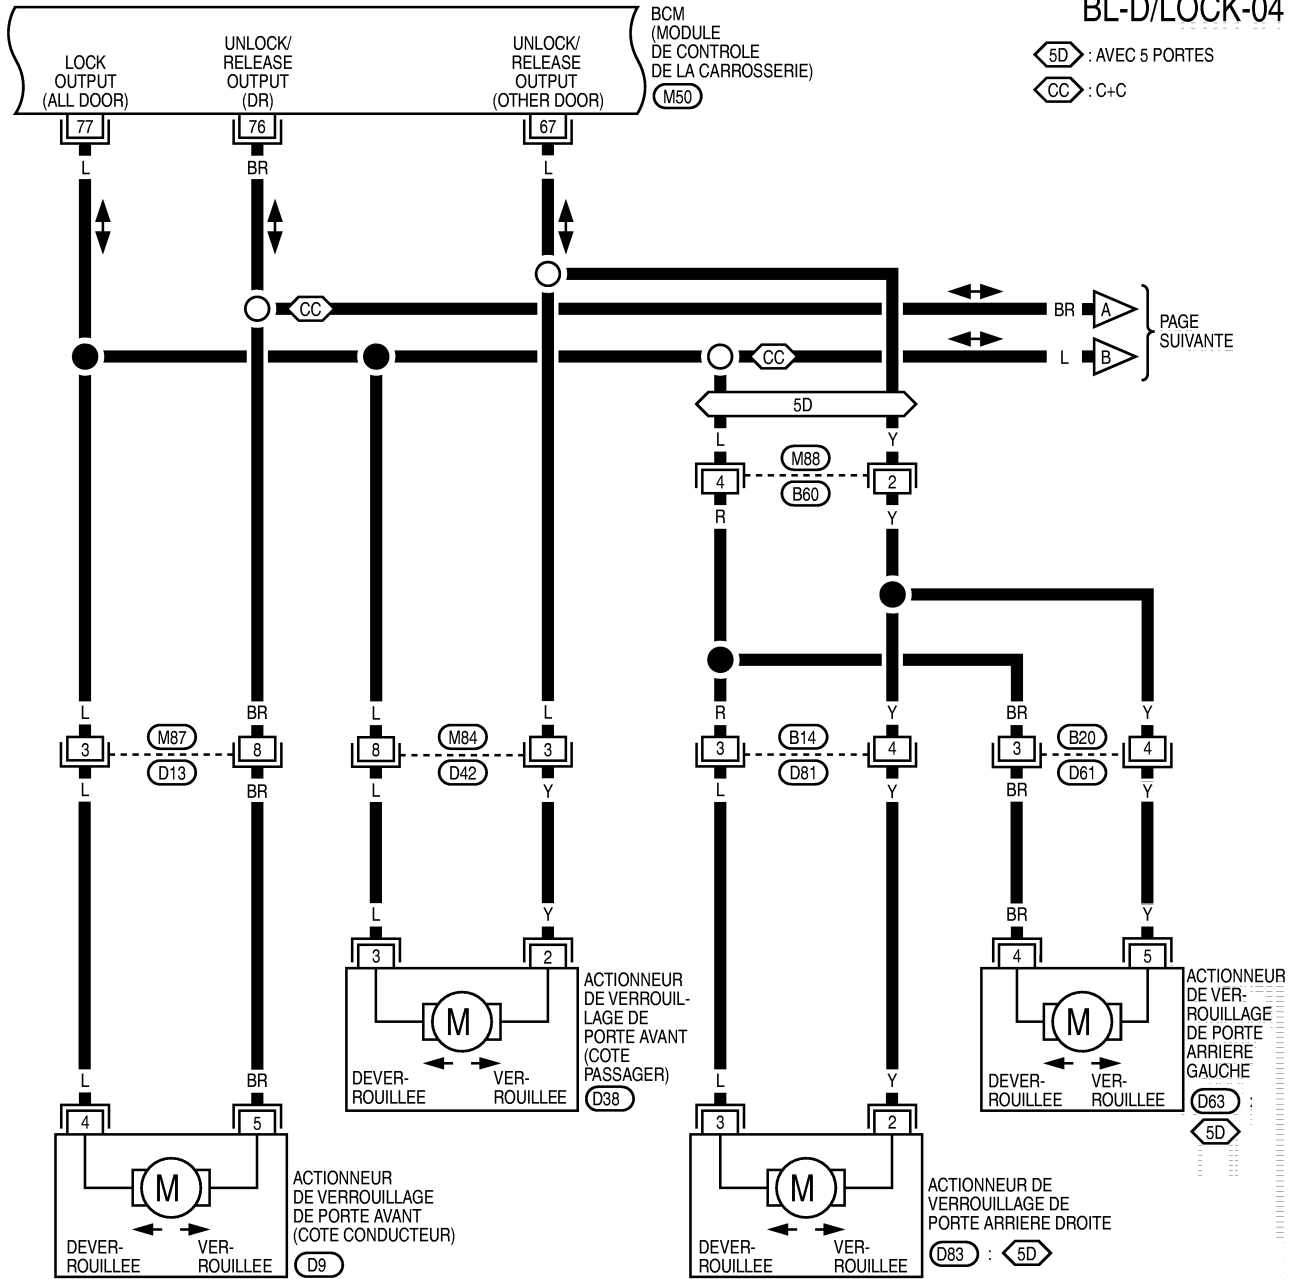 BL-D/LOCK-04
BCM
(MODULE
DE CONTROLE
DE LA CARROSSERIE)
M50
5D : AVEC 5 PORTES
CC : C+C
LOCK
OUTPUT
(ALL DOOR)
UNLOCK/
RELEASE
OUTPUT
(DR)
UNLOCK/
RELEASE
OUTPUT
(OTHER DOOR)
77 76 67
L BR L
CC BR A
CC L B
PAGE
SUIVANTE
5D
L Y
M88
4 2
B60
R Y
L BR L L R Y BR Y
M87 M84 B14 B20
3 8 8 3 3 4 3 4
D13 D42 D81 D61
L BR L Y L Y BR Y
L Y BR Y
3 2 4 5
M M
DEVER-
ROUILLEE
VER-
ROUILLEE
ACTIONNEUR
DE VERROUIL-
LAGE DE
PORTE AVANT
(COTE
PASSAGER)
D38
DEVER-
ROUILLEE
VER-
ROUILLEE
ACTIONNEUR
DE VER-
ROUILLAGE
DE PORTE
ARRIERE
GAUCHE
D63 :
5D
L BR L Y
4 5 3 2
M M
DEVER-
ROUILLEE
VER-
ROUILLEE
ACTIONNEUR
DE VERROUILLAGE
DE PORTE AVANT
(COTE CONDUCTEUR)
D9
DEVER-
ROUILLEE
VER-
ROUILLEE
ACTIONNEUR DE
VERROUILLAGE DE
PORTE ARRIERE DROITE
D83 : 5D